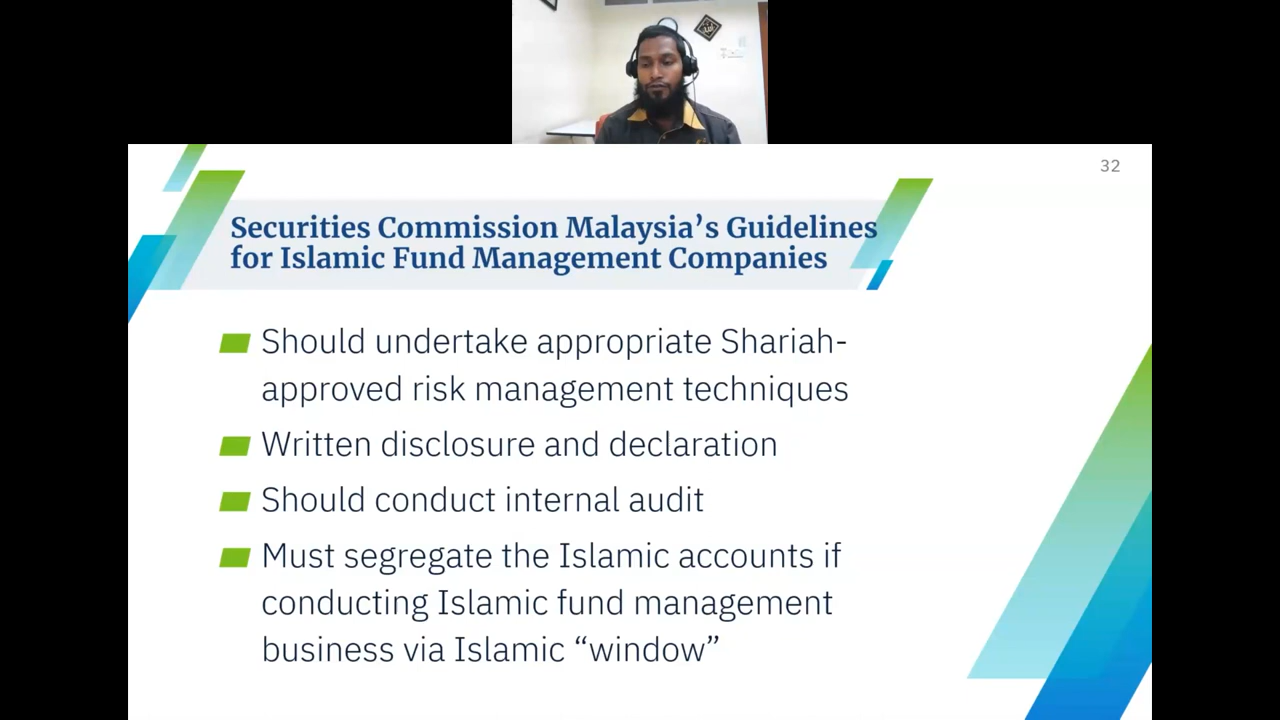 32
Securities Commission Malaysia’s Guidelines
for Islamic Fund Management Companies
Should undertake appropriate Shariah-
approved risk management techniques
Written disclosure and declaration
Should conduct internal audit
Must segregate the Islamic accounts if
conducting Islamic fund management
business via Islamic “window”